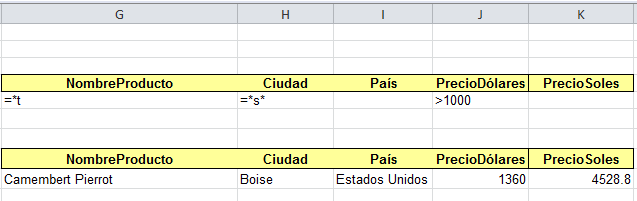 G H I J K
NombreProducto Ciudad País PrecioDólares PrecioSoles
=*t =*s* >1000
NombreProducto Ciudad País PrecioDólares PrecioSoles
Camembert Pierrot Boise Estados Unidos 1360 4528.8